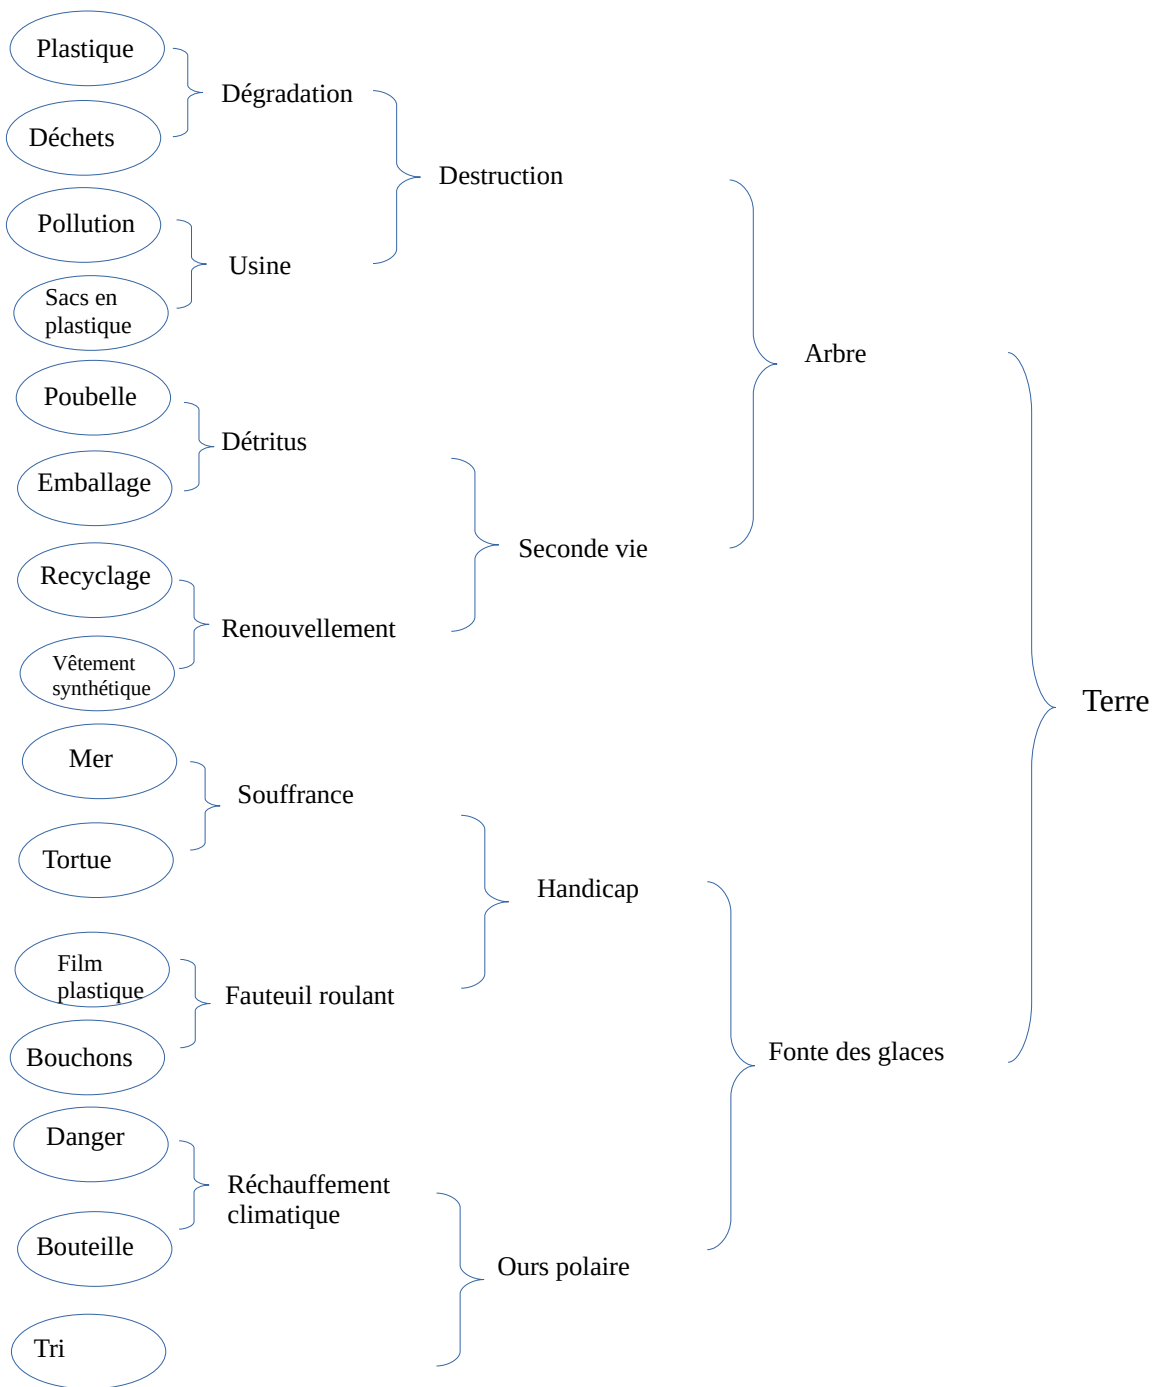 Plastique
Déchets
Dégradation
Destruction
Pollution
Sacs en
plastique
Usine
Poubelle
Emballage
Détritus
Seconde vie
Recyclage
Vêtement
synthétique
Renouvellement
Arbre
Mer
Tortue
Souffrance
Handicap
Film
plastique
Bouchons
Fauteuil roulant
Danger
Bouteille
Réchauffement
climatique
Ours polaire
Tri
Fonte des glaces
Terre